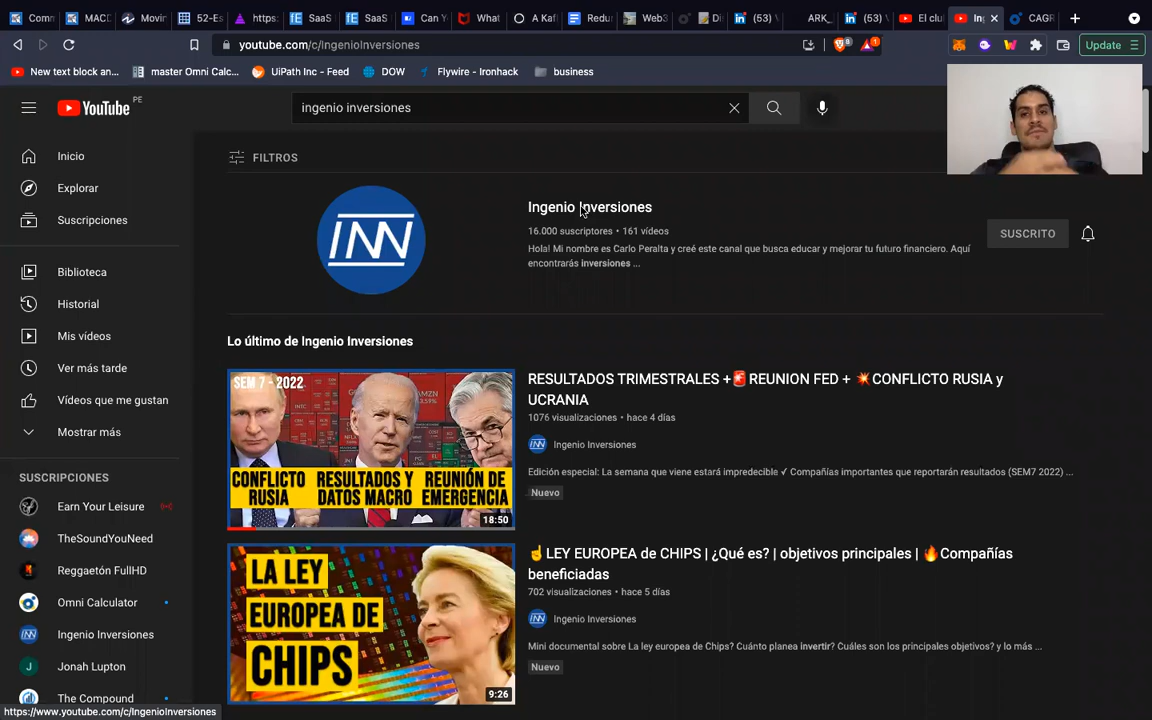 Comn
MACD
Movin
52-Es
https:
SaaS
SaaS
Can Y
What
A Kaf
Redu
Web3
Di
(53)
ARK_
(53)
El clu
In
CAGR
youtube.com/c/IngenioInversiones
Update
New text block an...
master Omni Calc...
UiPath Inc - Feed
DOW
Flywire - Ironhack
business
YouTube PE
ingenio inversiones
Inicio
Explorar
Suscripciones
Biblioteca
Historial
Mis vídeos
Ver más tarde
Vídeos que me gustan
Mostrar más
SUSCRIPCIONES
Earn Your Leisure
TheSoundYouNeed
Reggaetón FullHD
Omni Calculator
Ingenio Inversiones
Jonah Lupton
The Compound
https://www.youtube.com/c/IngenioInversiones
FILTROS
INN
Ingenio Inversiones
16.000 suscriptores • 161 vídeos
Hola! Mi nombre es Carlo Peralta y creé este canal que busca educar y mejorar tu futuro financiero. Aquí
encontrarás inversiones ...
SUSCRITO
Lo último de Ingenio Inversiones
SEM 7 - 2022
CONFLICTO RUSIA
RESULTADOS Y DATOS MACRO
REUNIÓN DE EMERGENCIA
18:50
RESULTADOS TRIMESTRALES +🚨REUNION FED + 💥CONFLICTO RUSIA y
UCRANIA
1076 visualizaciones • hace 4 días
Ingenio Inversiones
Edición especial: La semana que viene estará impredecible ✓ Compañías importantes que reportarán resultados (SEM7 2022) ...
Nuevo
LA LEY
EUROPEA DE
CHIPS
9:26
☝LEY EUROPEA de CHIPS | ¿Qué es? | objetivos principales | 🔥Compañías
beneficiadas
702 visualizaciones • hace 5 días
Ingenio Inversiones
Mini documental sobre La ley europea de Chips? Cuánto planea invertir? Cuáles son los principales objetivos? y lo más ...
Nuevo